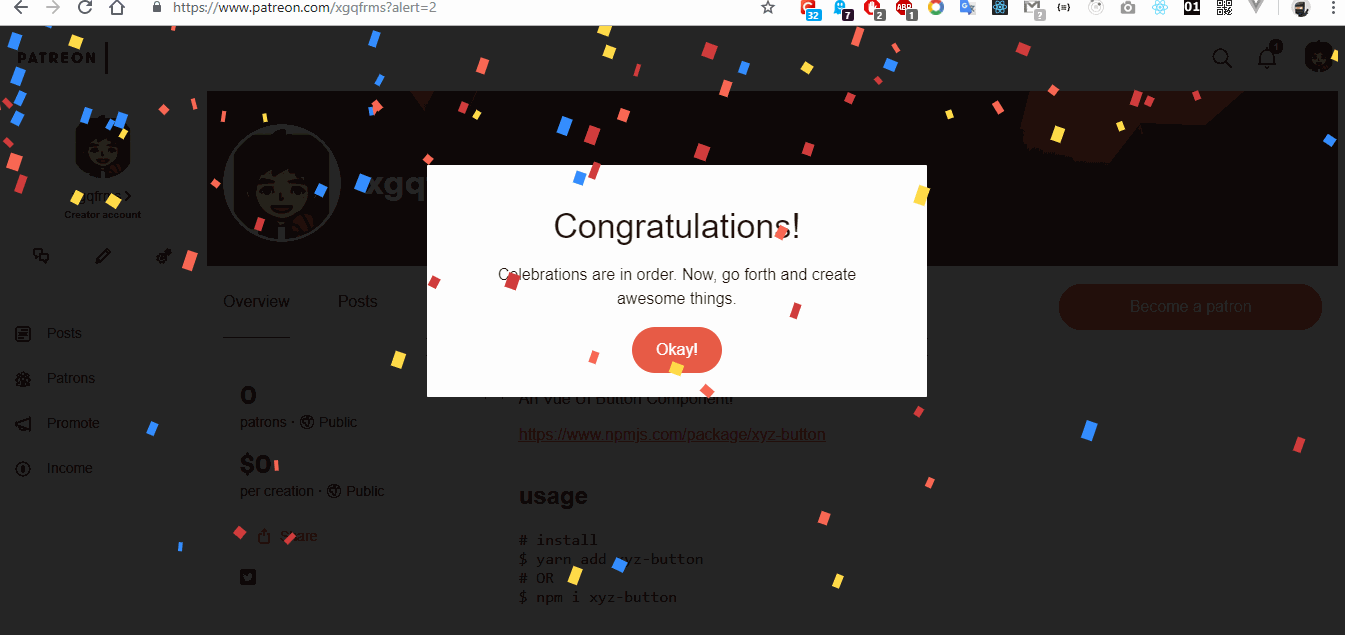 https://www.patreon.com/xgqfrms?alert=2
32
7
2
1
?
01
PATREON
1
xgqfrms
Creator account
xgq
Congratulations!
Celebrations are in order. Now, go forth and create
awesome things.
Okay!
Overview
Posts
Become a patron
Posts
Patrons
Promote
Income
0
patrons · Public
$0
per creation · Public
Share
An Vue UI Button Component!
https://www.npmjs.com/package/xyz-button
usage
# install
$ yarn add xyz-button
# OR
$ npm i xyz-button